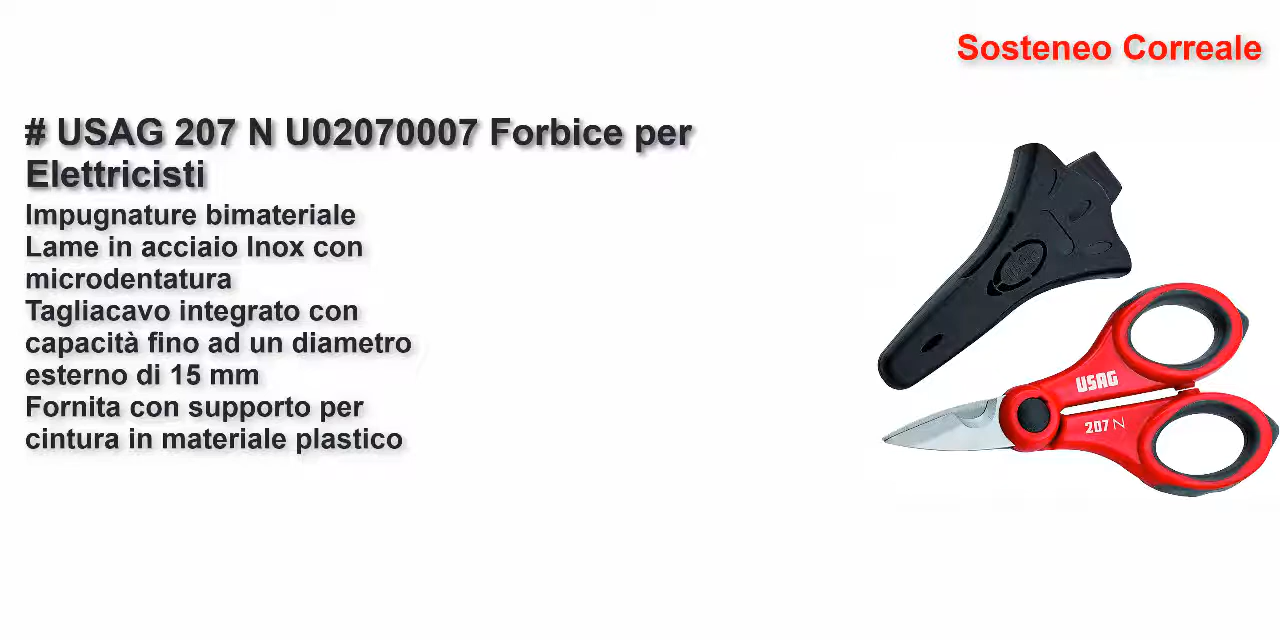 Sosteneo Correale
# USAG 207 N U02070007 Forbice per
Elettricisti
Impugnature bimateriale
Lame in acciaio Inox con
microdentatura
Tagliacavo integrato con
capacità fino ad un diametro
esterno di 15 mm
Fornita con supporto per
cintura in materiale plastico
USAG
207 N